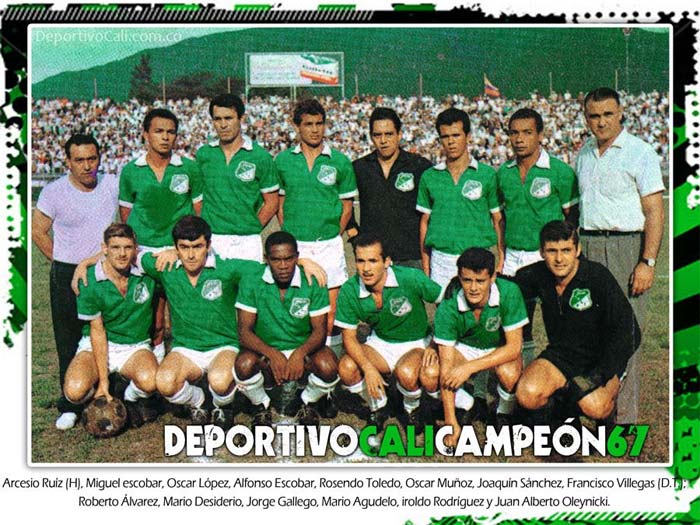 DeportivoCali.com.co
DEPORTIVOCALICAMPEÓN67
Arcesio Ruíz (H), Miguel escobar, Oscar López, Alfonso Escobar, Rosendo Toledo, Oscar Muñoz, Joaquín Sánchez, Francisco Villegas (D.T.),
Roberto Álvarez, Mario Desiderio, Jorge Gallego, Mario Agudelo, iroldo Rodríguez y Juan Alberto Oleynicki.